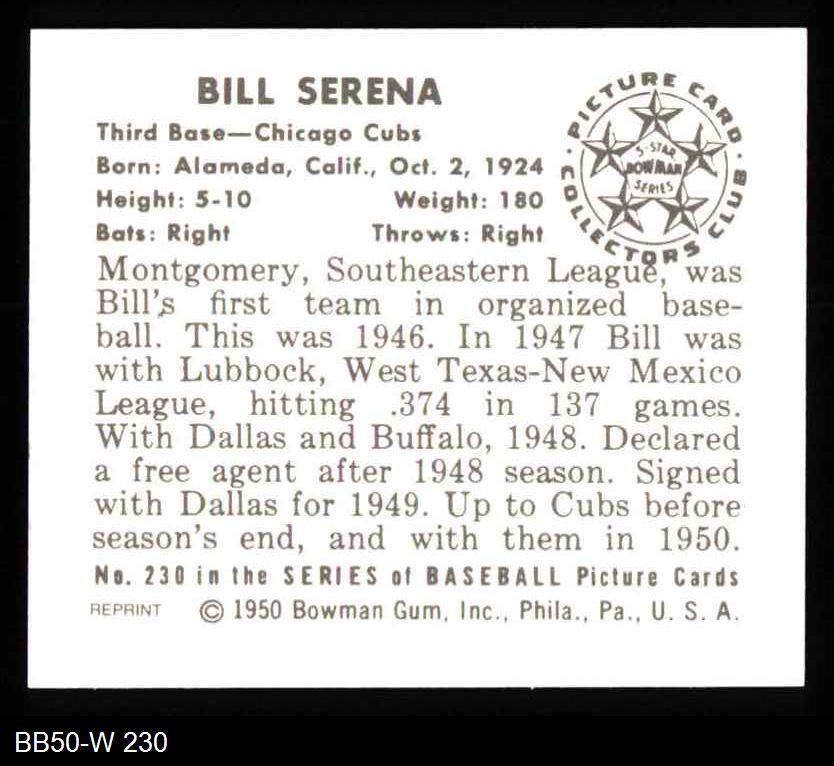 BILL SERENA
Third Base—Chicago Cubs
Born: Alameda, Calif., Oct. 2, 1924
Height: 5-10 Weight: 180
Bats: Right Throws: Right
PICTURE CARD
COLLECTORS CLUB
5-STAR
BOWMAN
SERIES
Montgomery, Southeastern League, was
Bill's first team in organized base-
ball. This was 1946. In 1947 Bill was
with Lubbock, West Texas-New Mexico
League, hitting .374 in 137 games.
With Dallas and Buffalo, 1948. Declared
a free agent after 1948 season. Signed
with Dallas for 1949. Up to Cubs before
season's end, and with them in 1950.
No. 230 in the SERIES of BASEBALL Picture Cards
REPRINT © 1950 Bowman Gum, Inc., Phila., Pa., U. S. A.
BB50-W 230